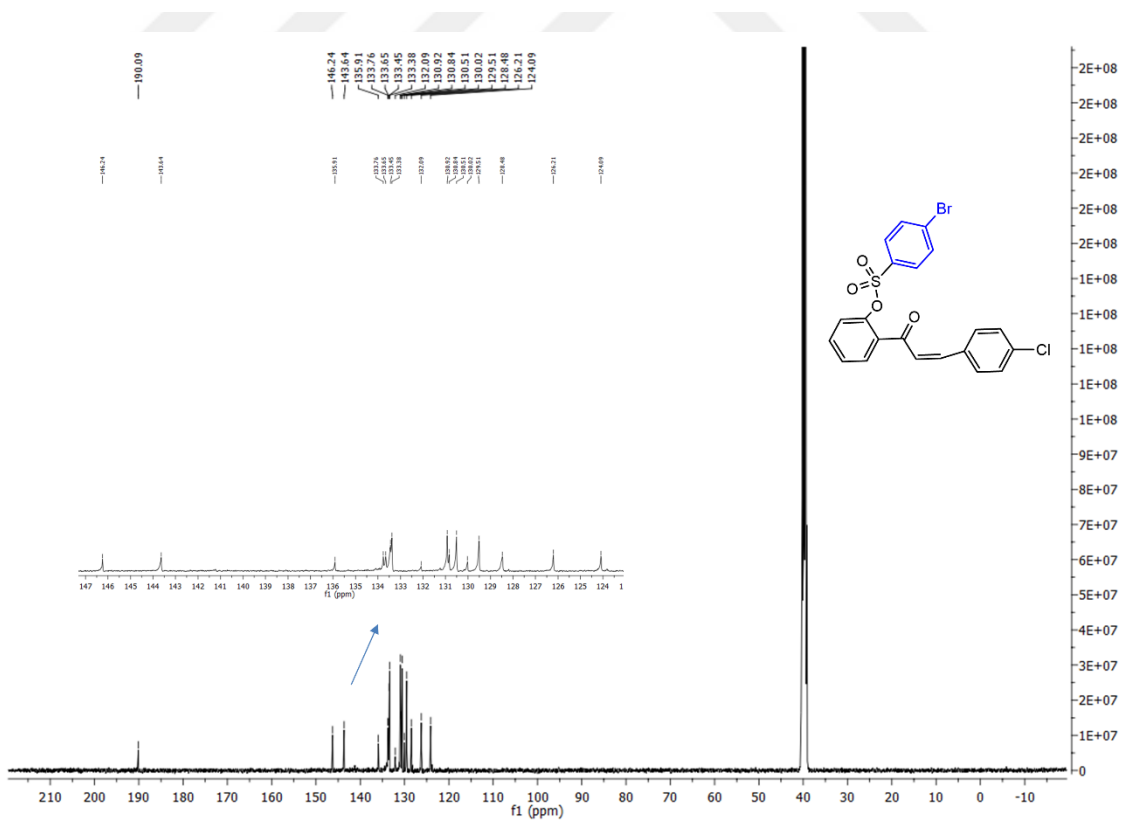 190.09
146.24
143.64
135.91
133.76
133.65
133.45
133.38
132.09
130.92
130.84
130.51
130.02
129.51
128.48
126.21
124.09
146.24
143.64
135.91
133.76
133.65
133.45
133.38
132.09
130.92
130.84
130.51
130.02
129.51
128.48
126.21
124.09
Br
O
O S
O
O
Cl
147 146 145 144 143 142 141 140 139 138 137 136 135 134 133 132 131 130 129 128 127 126 125 124 1
f1 (ppm)
2E+08
2E+08
2E+08
2E+08
2E+08
2E+08
1E+08
1E+08
1E+08
1E+08
1E+08
9E+07
8E+07
7E+07
6E+07
5E+07
4E+07
3E+07
2E+07
1E+07
0
210 200 190 180 170 160 150 140 130 120 110 100 90 80 70 60 50 40 30 20 10 0 -10
f1 (ppm)